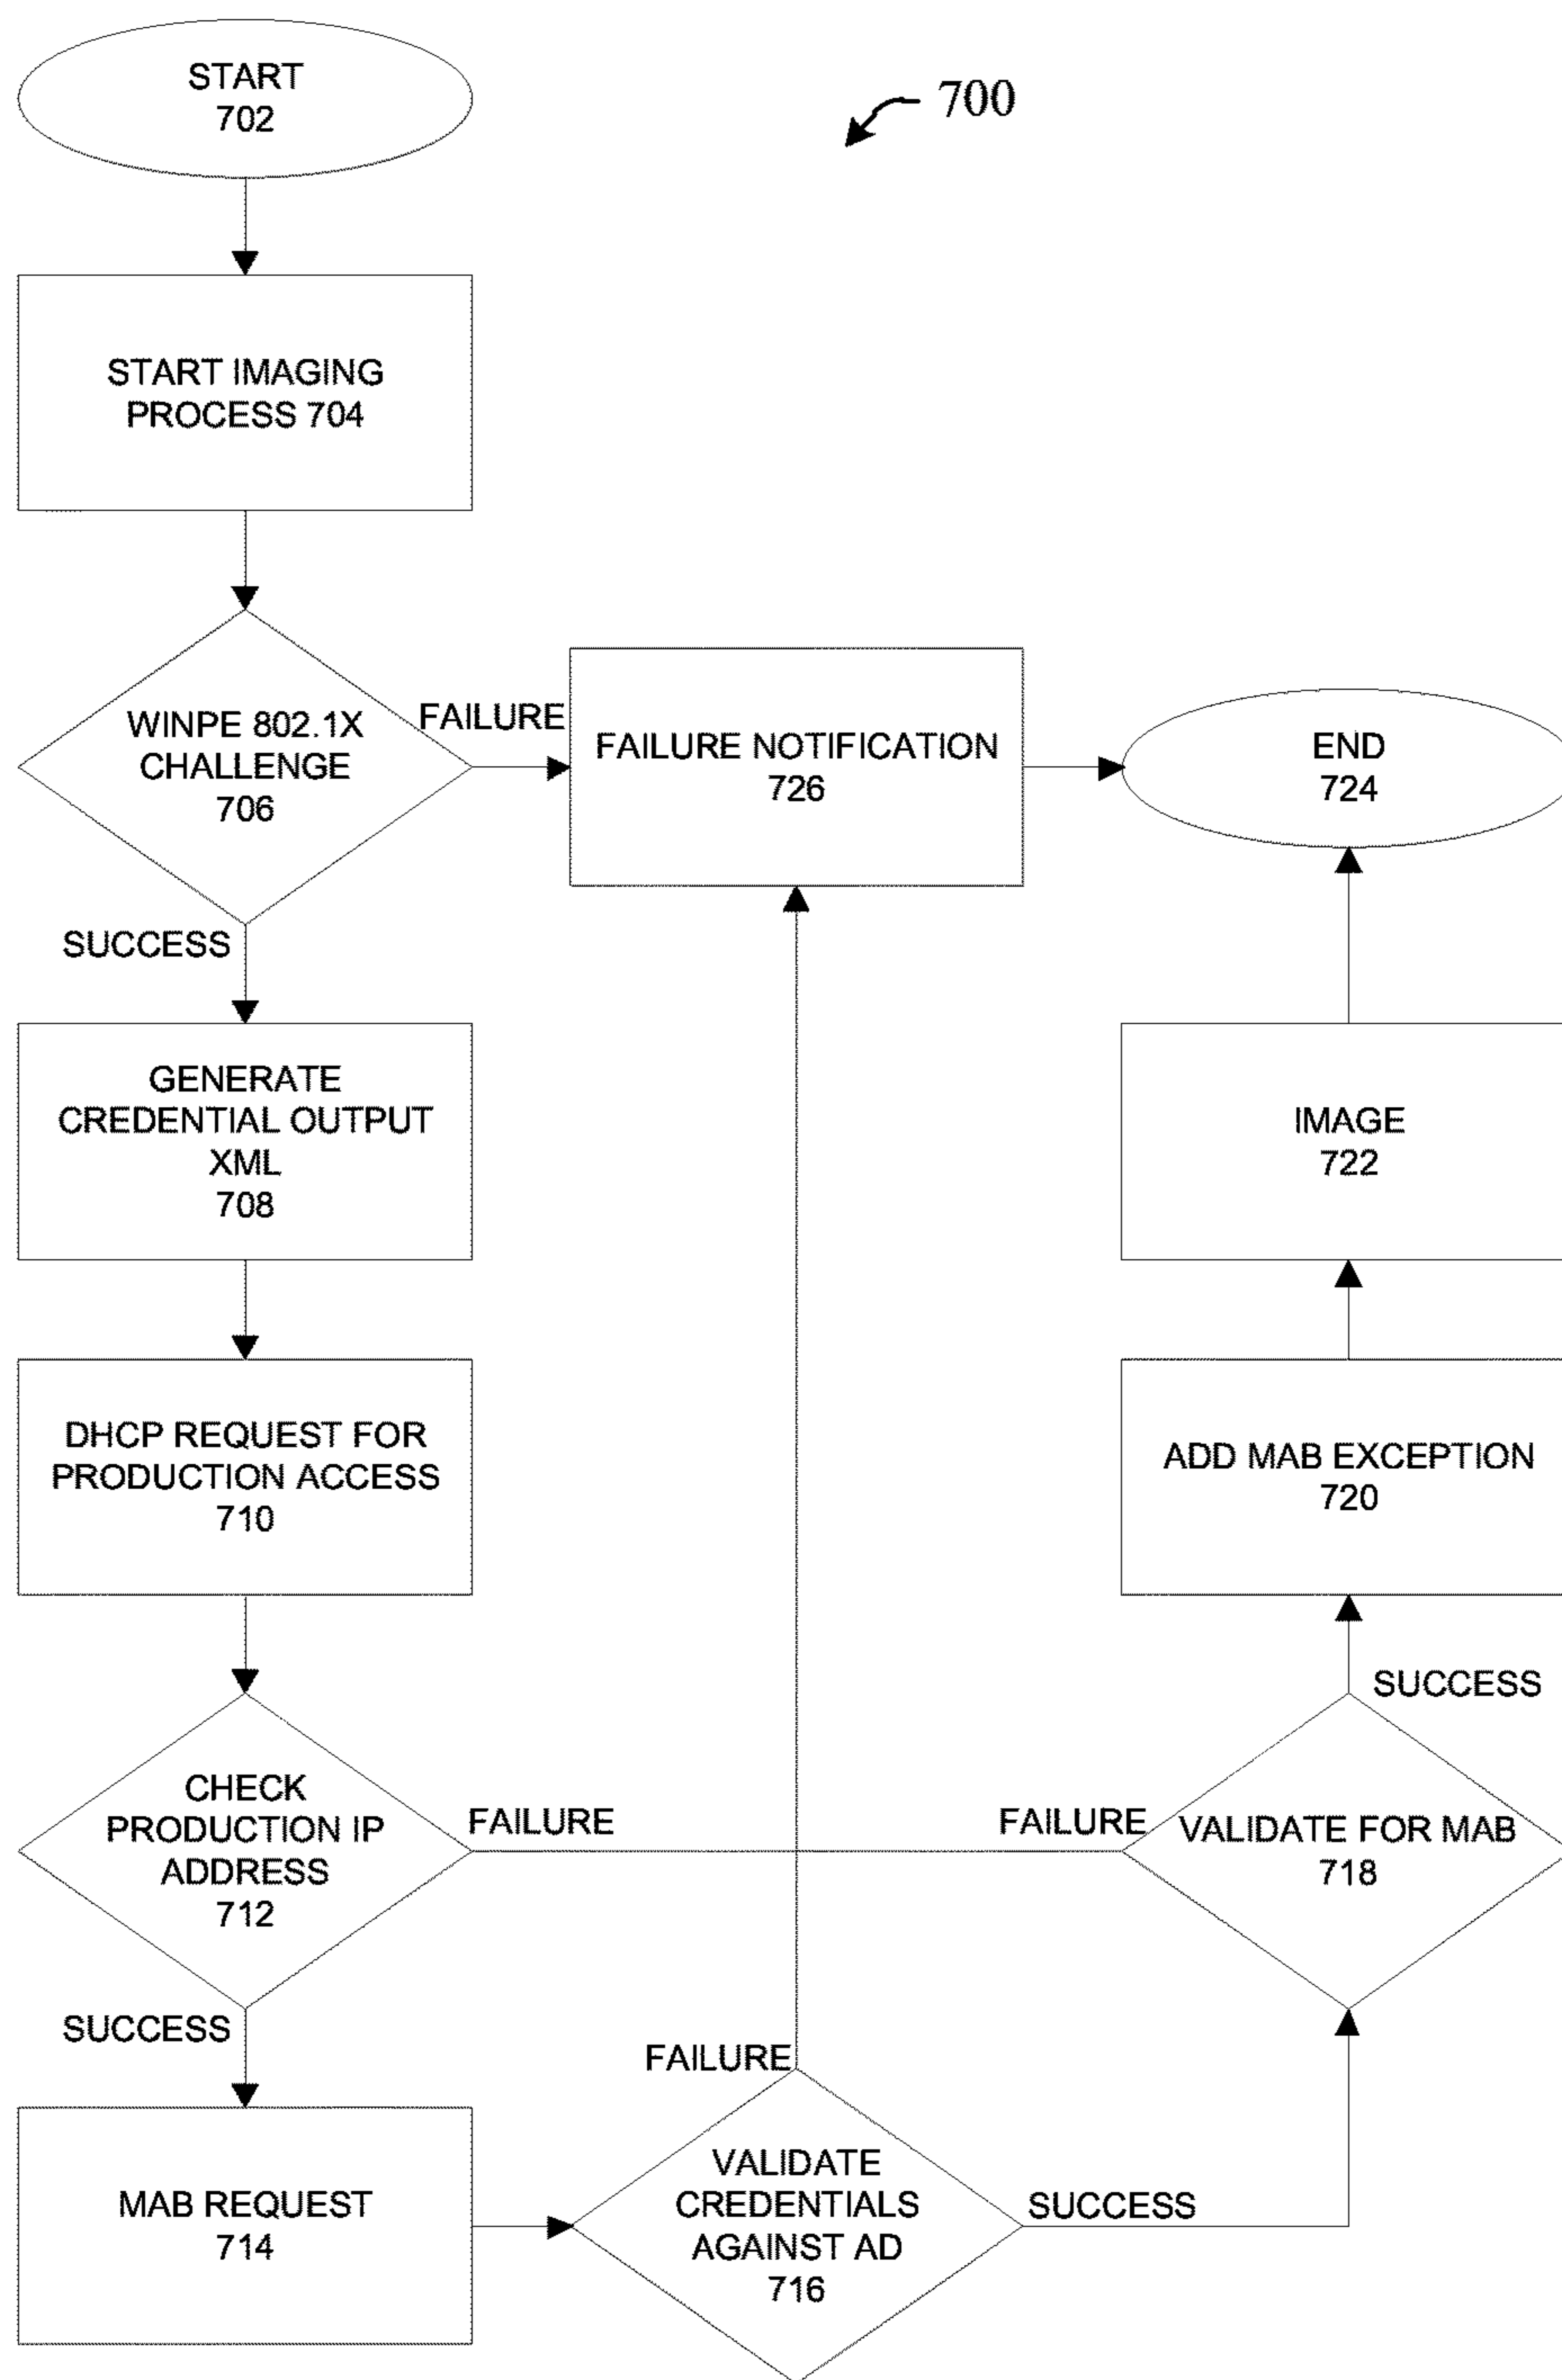 START
702
700
START IMAGING
PROCESS 704
WINPE 802.1X
CHALLENGE
706
FAILURE
FAILURE NOTIFICATION
726
END
724
SUCCESS
GENERATE
CREDENTIAL OUTPUT
XML
708
IMAGE
722
DHCP REQUEST FOR
PRODUCTION ACCESS
710
ADD MAB EXCEPTION
720
SUCCESS
CHECK
PRODUCTION IP
ADDRESS
712
FAILURE
FAILURE
VALIDATE FOR MAB
718
SUCCESS
FAILURE
MAB REQUEST
714
VALIDATE
CREDENTIALS
AGAINST AD
716
SUCCESS